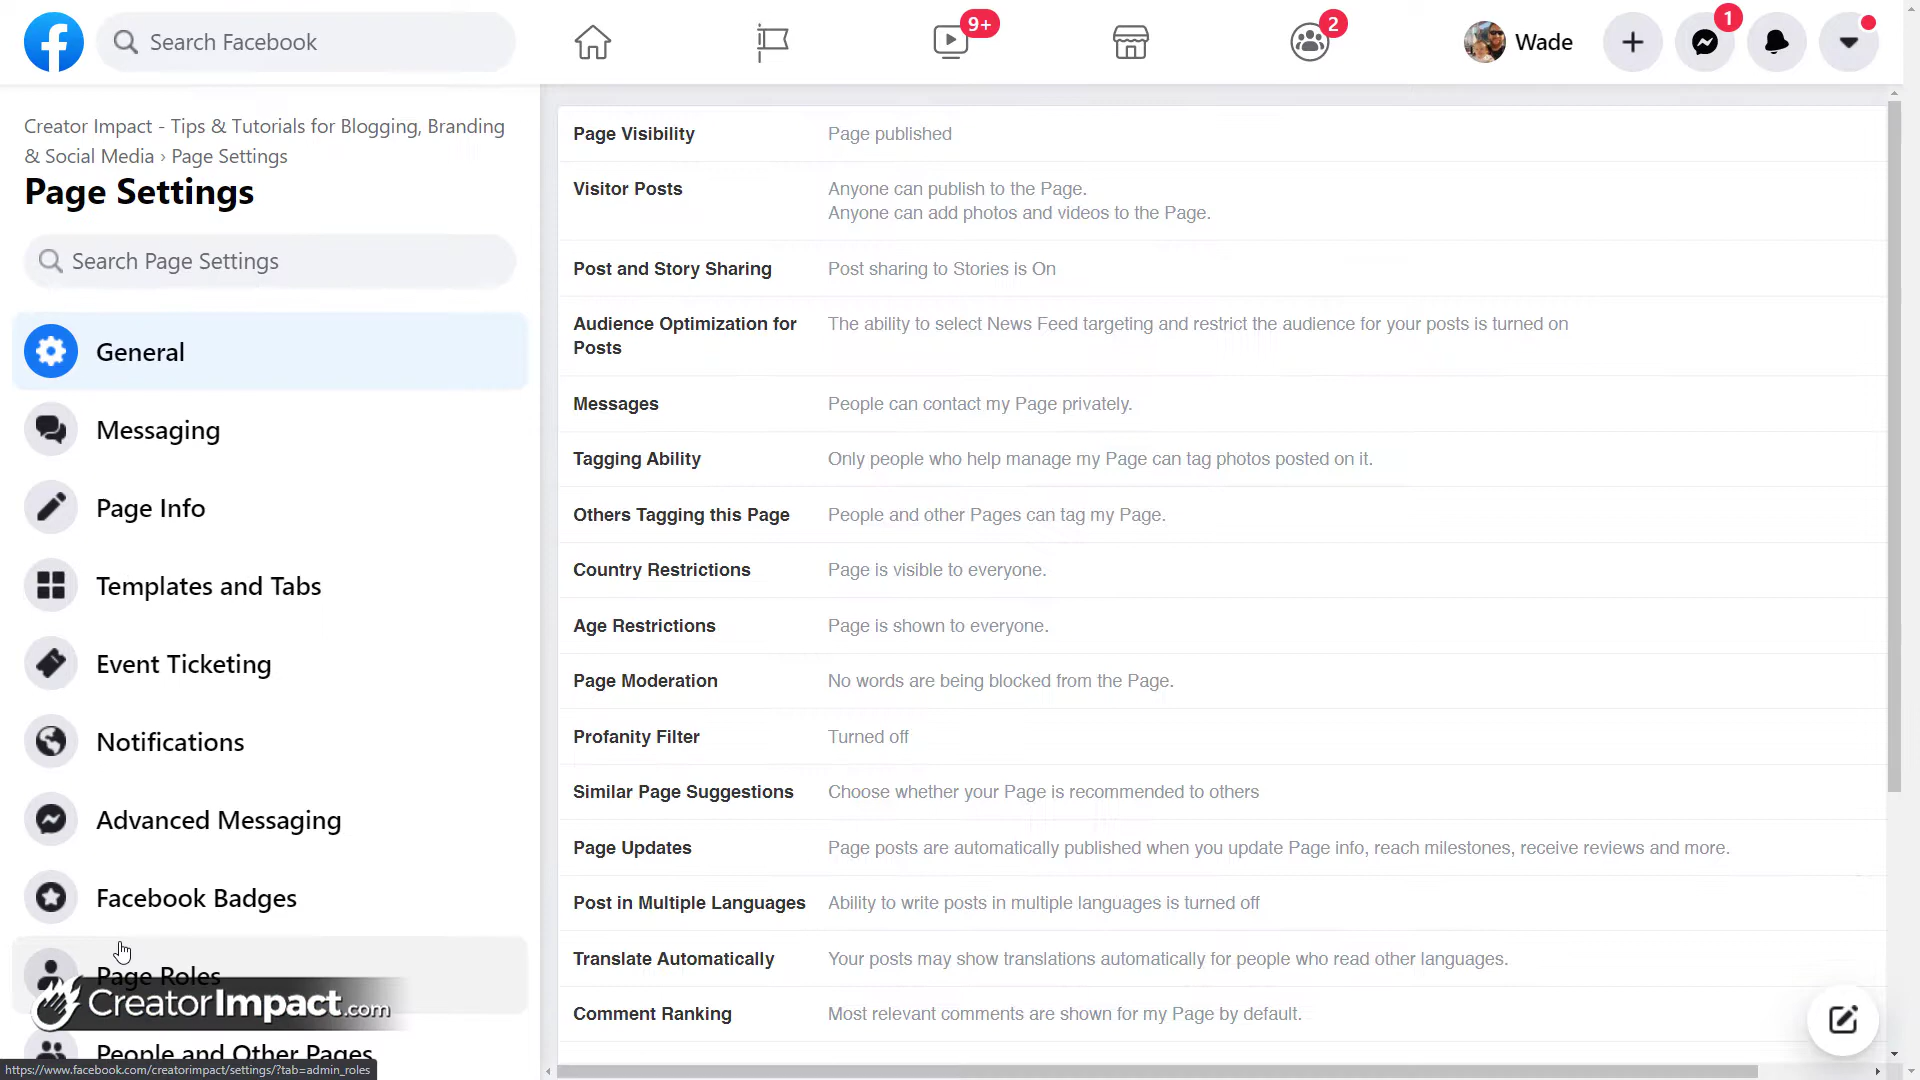 Search Facebook
9+
2
Wade
1
Creator Impact - Tips & Tutorials for Blogging, Branding
& Social Media › Page Settings
Page Settings
Search Page Settings
General
Messaging
Page Info
Templates and Tabs
Event Ticketing
Notifications
Advanced Messaging
Facebook Badges
Page Roles
CreatorImpact.com
People and Other Pages
https://www.facebook.com/creatorimpact/settings/?tab=admin_roles
Page Visibility
Page published
Visitor Posts
Anyone can publish to the Page.
Anyone can add photos and videos to the Page.
Post and Story Sharing
Post sharing to Stories is On
Audience Optimization for
Posts
The ability to select News Feed targeting and restrict the audience for your posts is turned on
Messages
People can contact my Page privately.
Tagging Ability
Only people who help manage my Page can tag photos posted on it.
Others Tagging this Page
People and other Pages can tag my Page.
Country Restrictions
Page is visible to everyone.
Age Restrictions
Page is shown to everyone.
Page Moderation
No words are being blocked from the Page.
Profanity Filter
Turned off
Similar Page Suggestions
Choose whether your Page is recommended to others
Page Updates
Page posts are automatically published when you update Page info, reach milestones, receive reviews and more.
Post in Multiple Languages
Ability to write posts in multiple languages is turned off
Translate Automatically
Your posts may show translations automatically for people who read other languages.
Comment Ranking
Most relevant comments are shown for my Page by default.